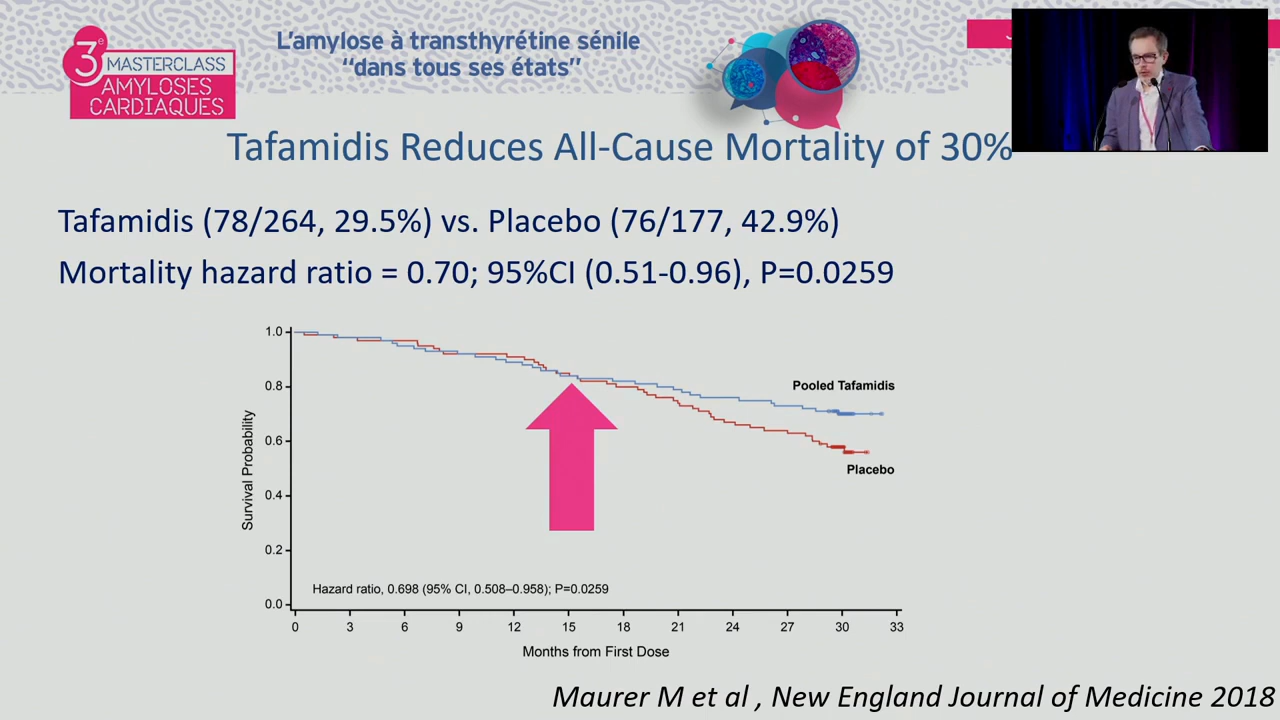 3e MASTERCLASS
AMYLOSES
CARDIAQUES
L'amylose à transthyrétine sénile
“dans tous ses états”
Tafamidis Reduces All-Cause Mortality of 30%
Tafamidis (78/264, 29.5%) vs. Placebo (76/177, 42.9%)
Mortality hazard ratio = 0.70; 95%CI (0.51-0.96), P=0.0259
1.0
0.8
0.6
0.4
0.2
0.0
Survival Probability
Pooled Tafamidis
Placebo
Hazard ratio, 0.698 (95% CI, 0.508–0.958); P=0.0259
0 3 6 9 12 15 18 21 24 27 30 33
Months from First Dose
Maurer M et al , New England Journal of Medicine 2018